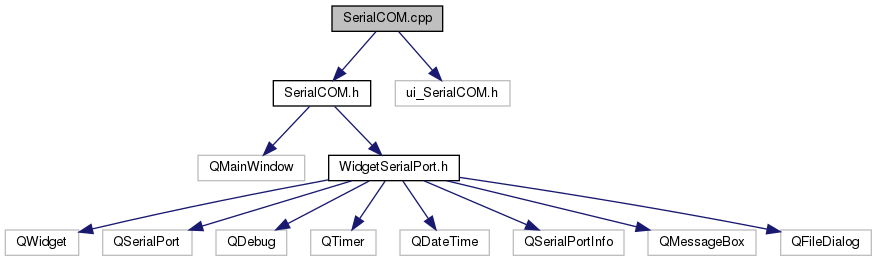 SerialCOM.cpp
SerialCOM.h
ui_SerialCOM.h
QMainWindow
WidgetSerialPort.h
QWidget
QSerialPort
QDebug
QTimer
QDateTime
QSerialPortInfo
QMessageBox
QFileDialog